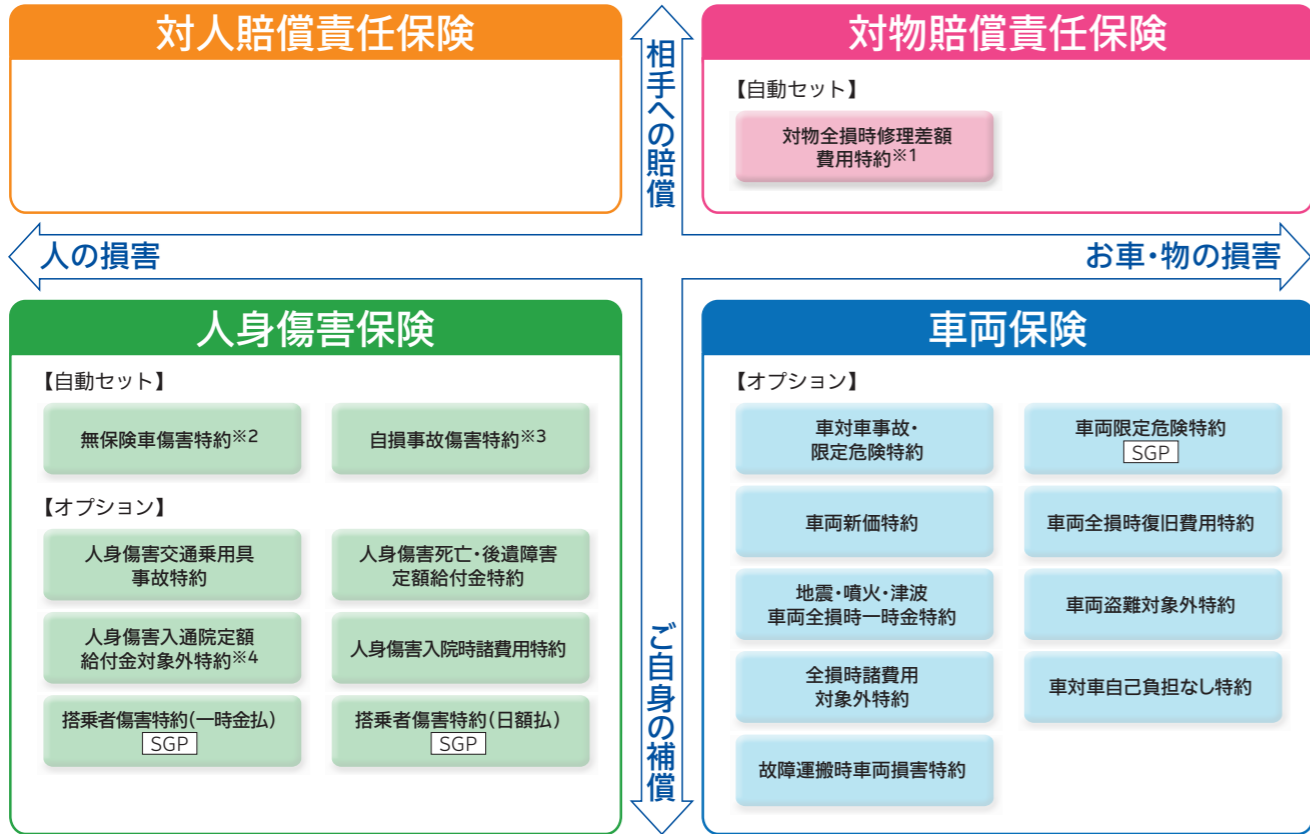 対人賠償責任保険
相手への賠償
対物賠償責任保険
【自動セット】
対物全損時修理差額
費用特約※1
人の損害
お車・物の損害
人身傷害保険
【自動セット】
無保険車傷害特約※2
自損事故傷害特約※3
【オプション】
人身傷害交通乗用具
事故特約
人身傷害死亡・後遺障害
定額給付金特約
人身傷害入通院定額
給付金対象外特約※4
人身傷害入院時諸費用特約
搭乗者傷害特約(一時金払)
SGP
搭乗者傷害特約(日額払)
SGP
ご自身の補償
車両保険
【オプション】
車対車事故・
限定危険特約
車両限定危険特約
SGP
車両新価特約
車両全損時復旧費用特約
地震・噴火・津波
車両全損時一時金特約
車両盗難対象外特約
全損時諸費用
対象外特約
車対車自己負担なし特約
故障運搬時車両損害特約